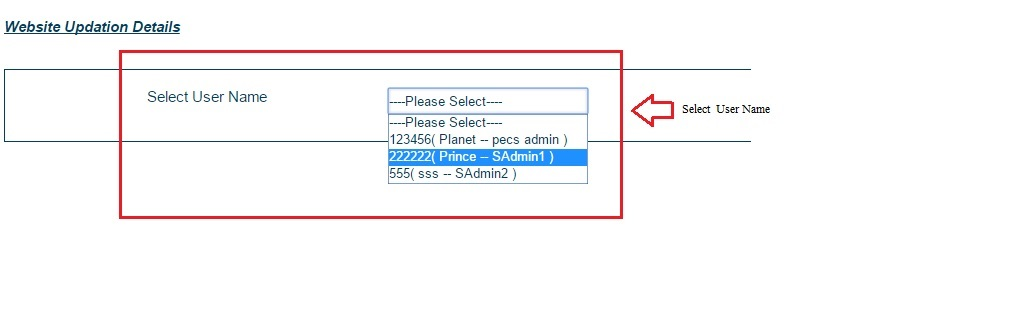 Website Updation Details
Select User Name
----Please Select----
----Please Select----
123456( Planet -- pecs admin )
222222( Prince -- SAdmin1 )
555( sss -- SAdmin2 )
Select User Name